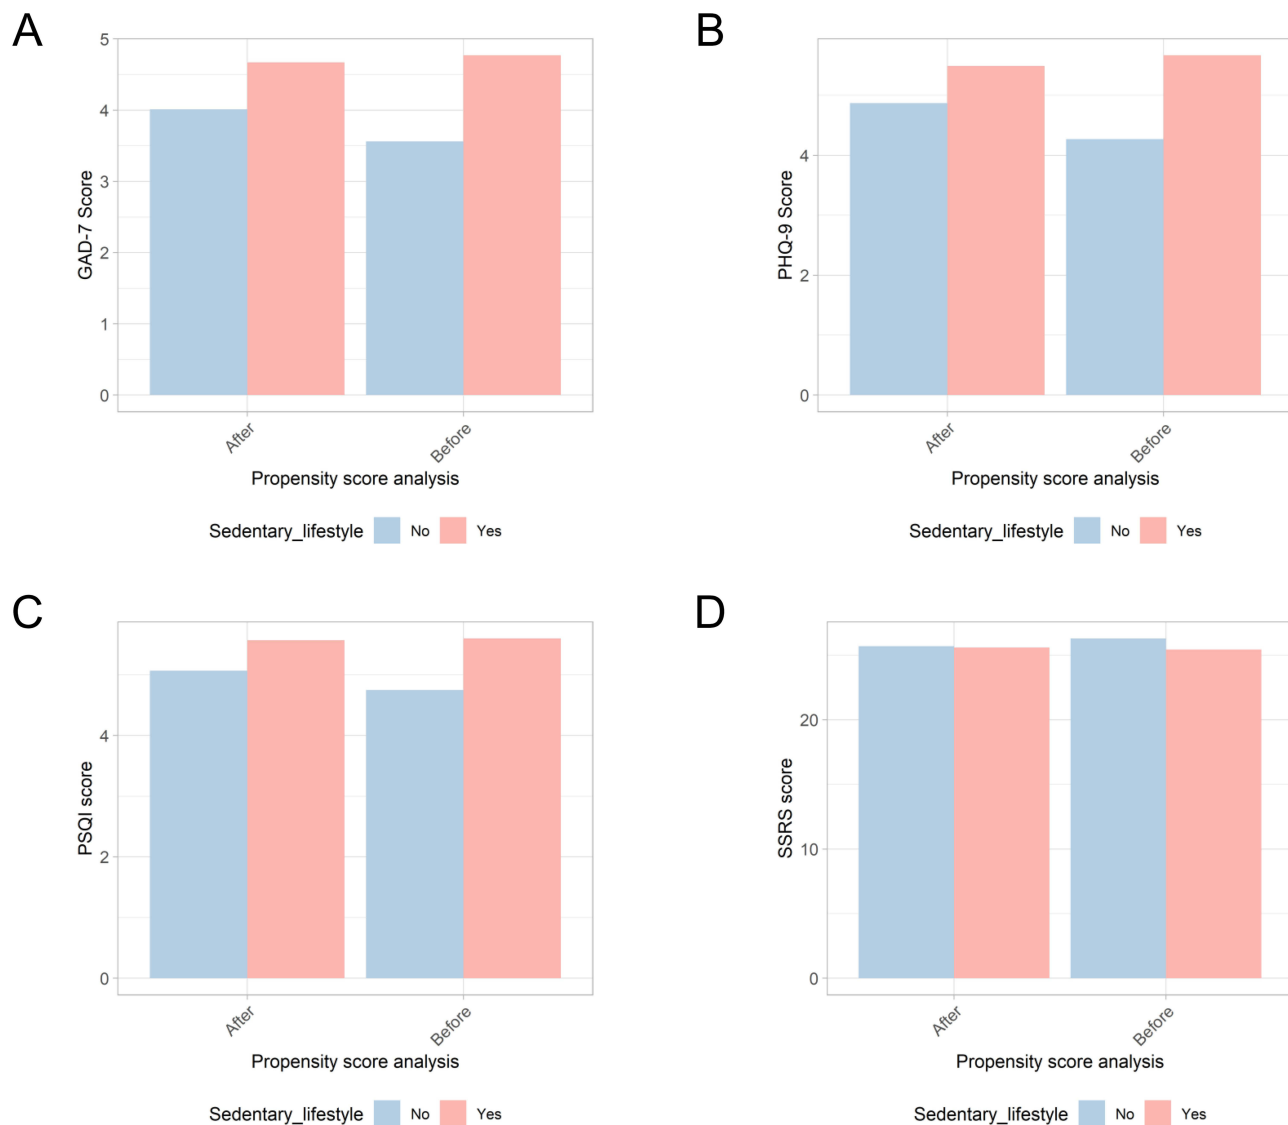 A
5
4
3
2
1
0
GAD-7 Score
After
Before
Propensity score analysis
Sedentary_lifestyle No Yes
B
4
2
0
PHQ-9 Score
After
Before
Propensity score analysis
Sedentary_lifestyle No Yes
C
4
2
0
PSQI score
After
Before
Propensity score analysis
Sedentary_lifestyle No Yes
D
20
10
0
SSRS score
After
Before
Propensity score analysis
Sedentary_lifestyle No Yes